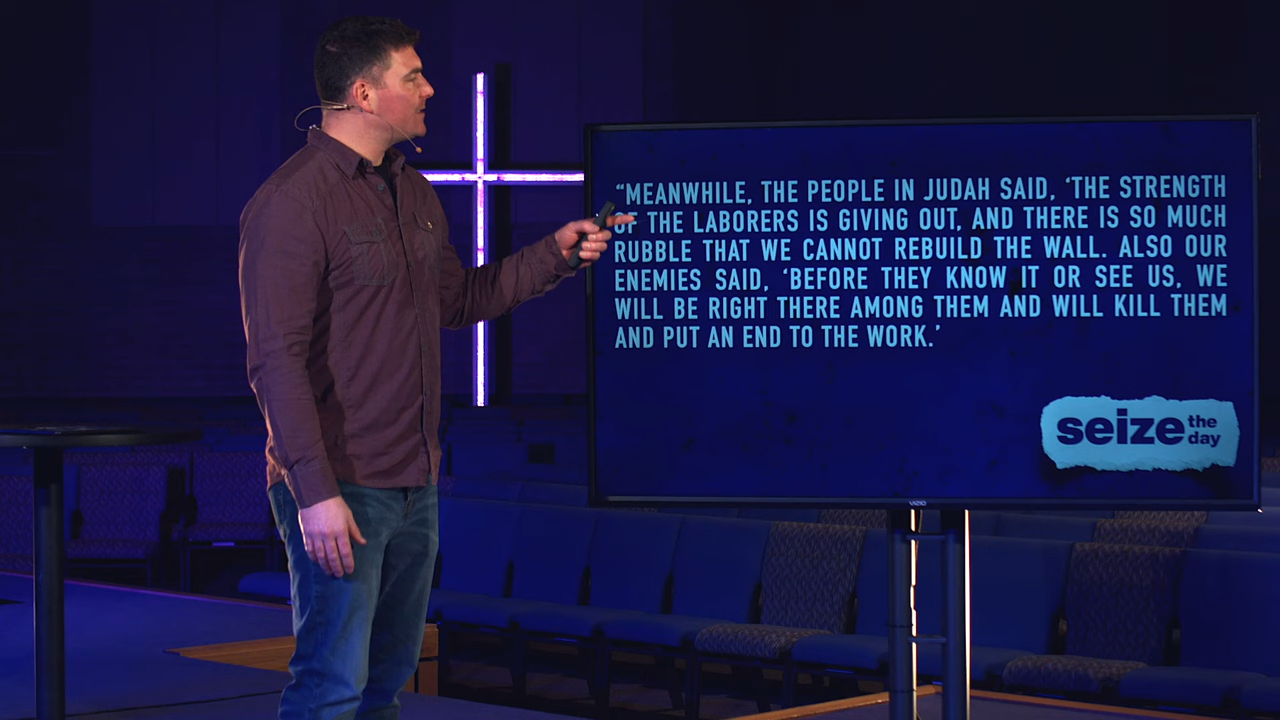 “MEANWHILE, THE PEOPLE IN JUDAH SAID, ‘THE STRENGTH
OF THE LABORERS IS GIVING OUT, AND THERE IS SO MUCH
RUBBLE THAT WE CANNOT REBUILD THE WALL. ALSO OUR
ENEMIES SAID, ‘BEFORE THEY KNOW IT OR SEE US, WE
WILL BE RIGHT THERE AMONG THEM AND WILL KILL THEM
AND PUT AN END TO THE WORK.’
seize the day
VIZIO